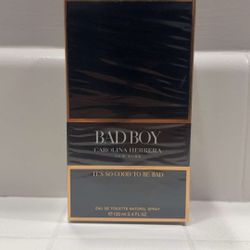 BAD BOY
CAROLINA HERRERA
NEW YORK
IT'S SO GOOD TO BE BAD
EAU DE TOILETTE NATURAL SPRAY
℮ 100 ml 3.4 FL.OZ